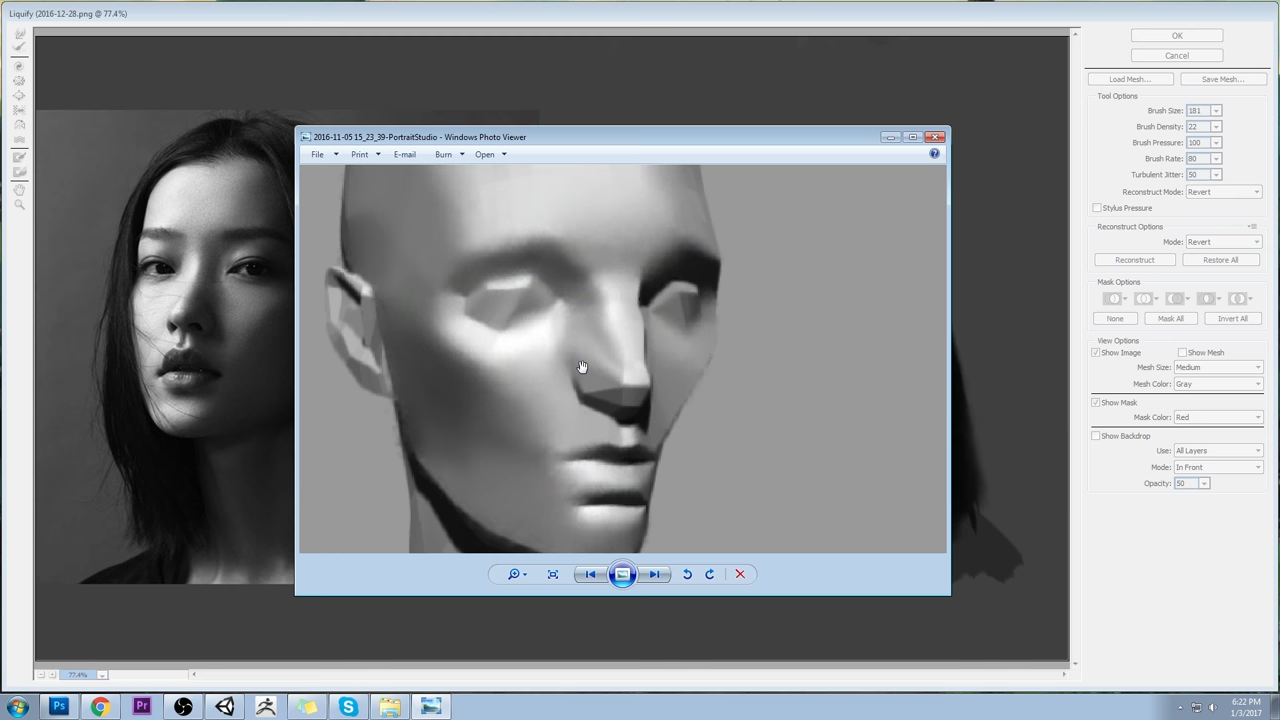 Liquify (2016-12-28.png @ 77.4%)
OK
Cancel
Load Mesh...
Save Mesh...
Tool Options
Brush Size: 181
Brush Density: 22
Brush Pressure: 100
Brush Rate: 80
Turbulent Jitter: 50
Reconstruct Mode: Revert
Stylus Pressure
Reconstruct Options
Mode: Revert
Reconstruct
Restore All
Mask Options
None
Mask All
Invert All
View Options
Show Image
Show Mesh
Mesh Size: Medium
Mesh Color: Gray
Show Mask
Mask Color: Red
Show Backdrop
Use: All Layers
Mode: In Front
Opacity: 50
2016-11-05 15_23_39-PortraitStudio - Windows Photo Viewer
File
Print
E-mail
Burn
Open
77.4%
Ps
Pr
6:22 PM
1/3/2017